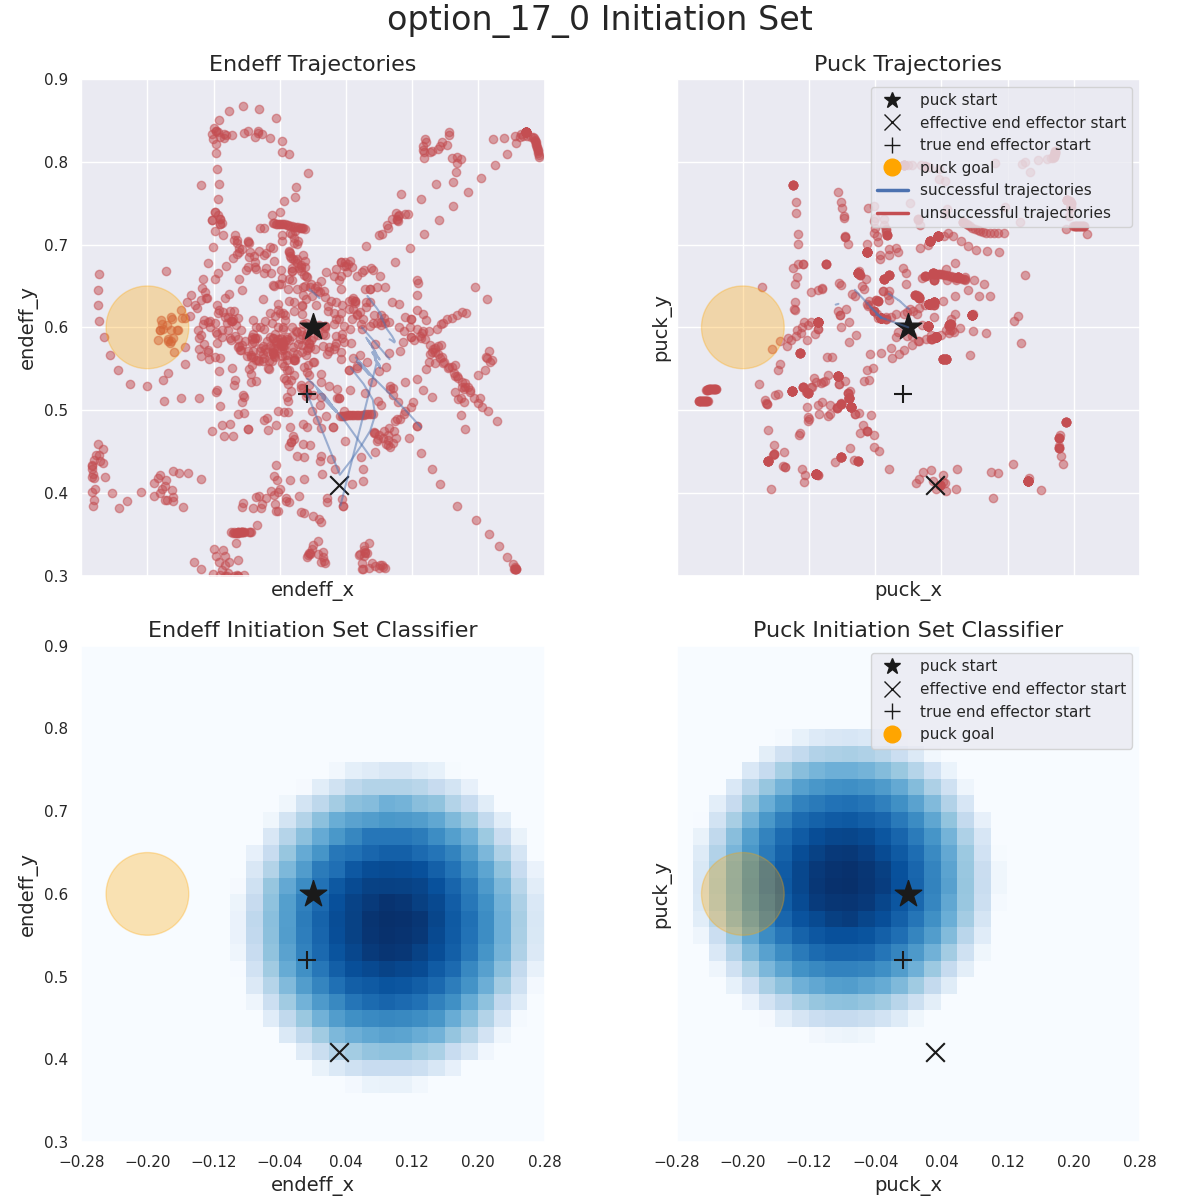 option_17_0 Initiation Set
Endeff Trajectories
0.9
0.8
0.7
0.6
0.5
0.4
0.3
endeff_y
endeff_x
Puck Trajectories
puck start
effective end effector start
true end effector start
puck goal
successful trajectories
unsuccessful trajectories
puck_y
puck_x
Endeff Initiation Set Classifier
0.9
0.8
0.7
0.6
0.5
0.4
0.3
endeff_y
−0.28 −0.20 −0.12 −0.04 0.04 0.12 0.20 0.28
endeff_x
Puck Initiation Set Classifier
puck start
effective end effector start
true end effector start
puck goal
puck_y
−0.28 −0.20 −0.12 −0.04 0.04 0.12 0.20 0.28
puck_x